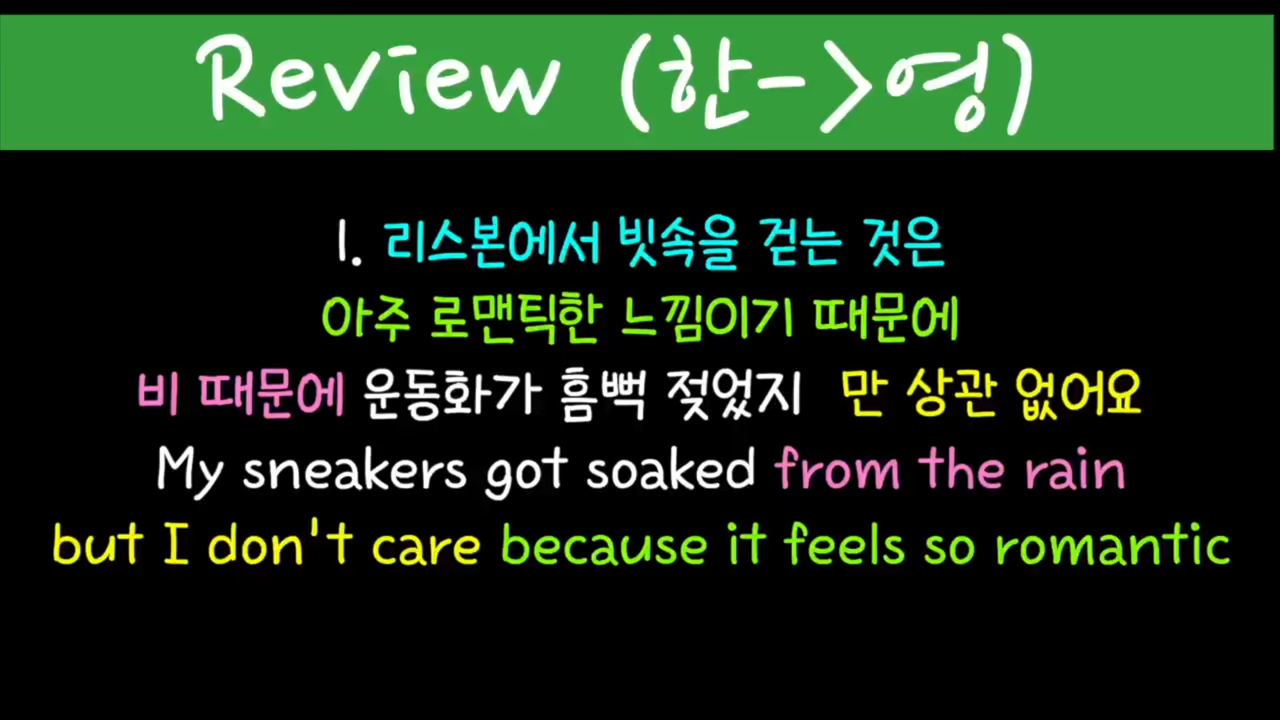 Review (한->영)
1. 리스본에서 빗속을 걷는 것은
아주 로맨틱한 느낌이기 때문에
비 때문에 운동화가 흠뻑 젖었지 만 상관 없어요
My sneakers got soaked from the rain
but I don't care because it feels so romantic